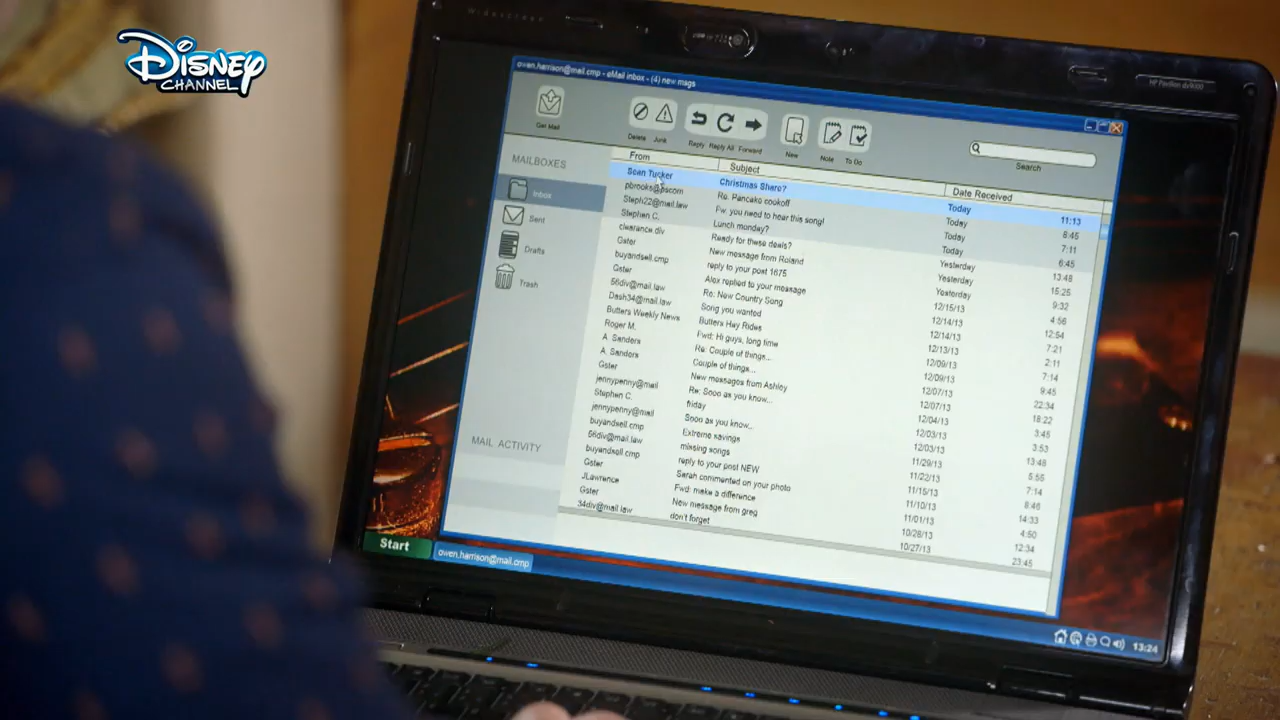 Disney
CHANNEL
Widescreen
HP Pavilion dv9000
owen.harrison@mail.cmp - eMail inbox - (4) new msgs
Get Mail
Delete Junk Reply Reply All Forward New Note To Do
Search
MAILBOXES
Inbox
Sent
Drafts
Trash
MAIL ACTIVITY
From Subject Date Received
Sean Tucker Christmas Share? Today 11:13
pbrooks@pscom Re: Pancake cookoff Today 8:45
Steph22@mail.law Fw: you need to hear this song! Today 7:11
Stephen C. Lunch monday? Today 6:45
clearance div Ready for these deals? Yesterday 13:48
Gster New message from Roland Yesterday 15:25
buyandsell.cmp reply to your post 1675 Yesterday 9:32
Gster Alex replied to your message 12/15/13 4:56
56div@mail.law Re: New Country Song 12/14/13 12:54
Dash34@mail.law Song you wanted 12/14/13 7:21
Butters Weekly News Butters Hay Rides 12/13/13 2:11
Roger M. Fwd: Hi guys, long time 12/09/13 7:14
A. Sanders Re: Couple of things... 12/09/13 9:45
A. Sanders Couple of things... 12/07/13 22:34
Gster New messages from Ashley 12/07/13 18:22
jennypenny@mail Re: Soon as you know... 12/04/13 3:45
Stephen C. friday 12/03/13 3:53
jennypenny@mail Soon as you know... 12/03/13 13:48
buyandsell.cmp Extreme savings 11/29/13 5:55
56div@mail.law missing songs 11/22/13 7:14
buyandsell.cmp reply to your post NEW 11/15/13 8:46
Gster Sarah commented on your photo 11/10/13 14:33
JLawrence Fwd: make a difference 11/01/13 4:50
Gster New message from greg 10/28/13 12:34
34div@mail.law don't forget 10/27/13 23:45
Start
owen.harrison@mail.cmp
13:24